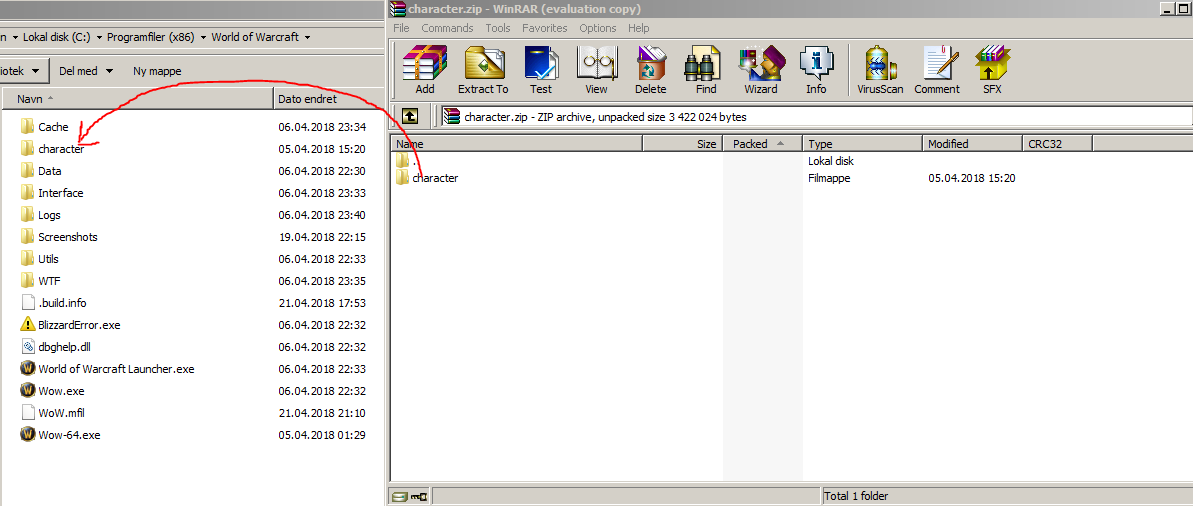 character.zip - WinRAR (evaluation copy)
n ▸ Lokal disk (C:) ▸ Programfiler (x86) ▸ World of Warcraft
File Commands Tools Favorites Options Help
iotek Del med Ny mappe
Add Extract To Test View Delete Find Wizard Info VirusScan Comment SFX
character.zip - ZIP archive, unpacked size 3 422 024 bytes
Navn Dato endret
Cache 06.04.2018 23:34
character 05.04.2018 15:20
Data 06.04.2018 22:30
Interface 06.04.2018 23:33
Logs 06.04.2018 23:40
Screenshots 19.04.2018 22:15
Utils 06.04.2018 22:33
WTF 06.04.2018 23:35
.build.info 21.04.2018 17:53
BlizzardError.exe 06.04.2018 22:32
dbghelp.dll 06.04.2018 22:32
World of Warcraft Launcher.exe 06.04.2018 22:33
Wow.exe 06.04.2018 22:32
WoW.mfil 21.04.2018 21:10
Wow-64.exe 05.04.2018 01:29
Name Size Packed Type Modified CRC32
Lokal disk
character Filmappe 05.04.2018 15:20
Total 1 folder